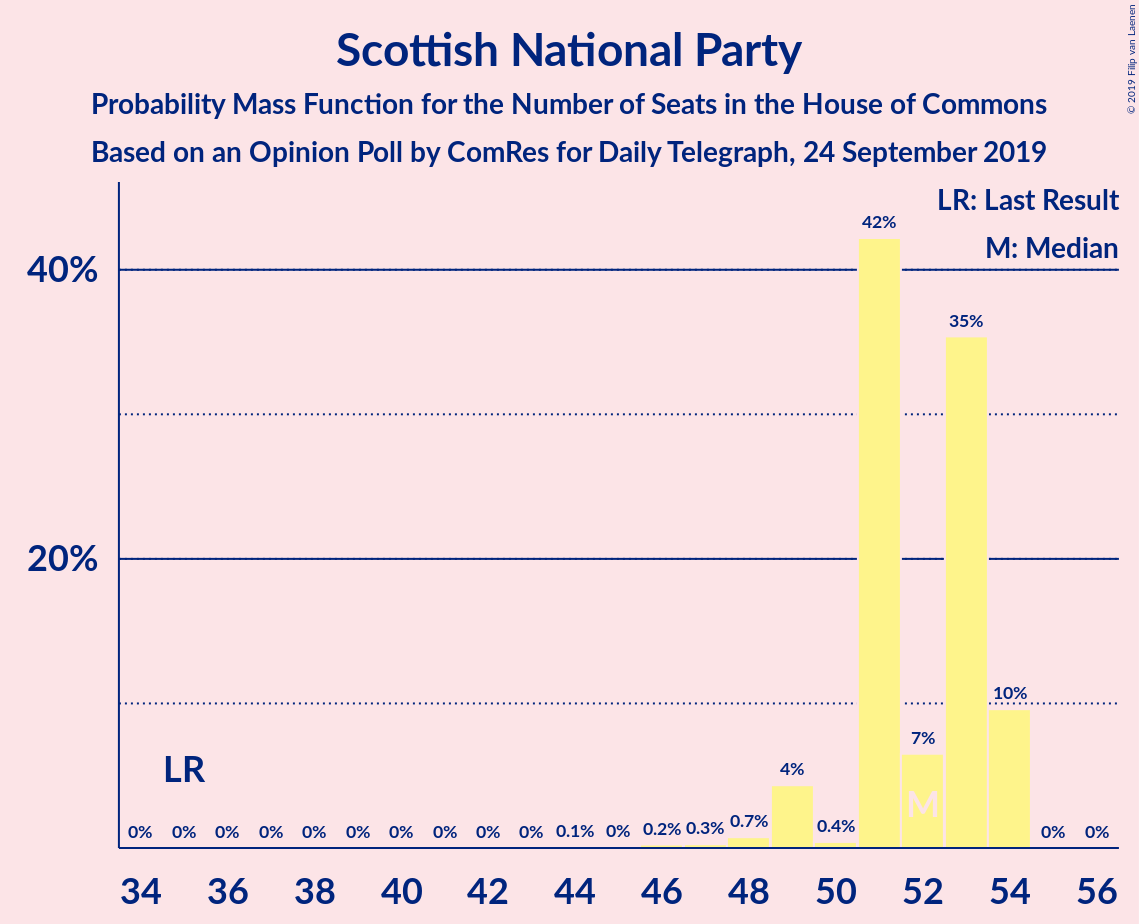 Scottish National Party
Probability Mass Function for the Number of Seats in the House of Commons
Based on an Opinion Poll by ComRes for Daily Telegraph, 24 September 2019
© 2019 Filip van Laenen
LR: Last Result
M: Median
40%
20%
42%
35%
10%
7%
4%
LR
M
0% 0% 0% 0% 0% 0% 0% 0% 0% 0% 0.1% 0% 0.2% 0.3% 0.7% 0.4% 0% 0%
34 36 38 40 42 44 46 48 50 52 54 56